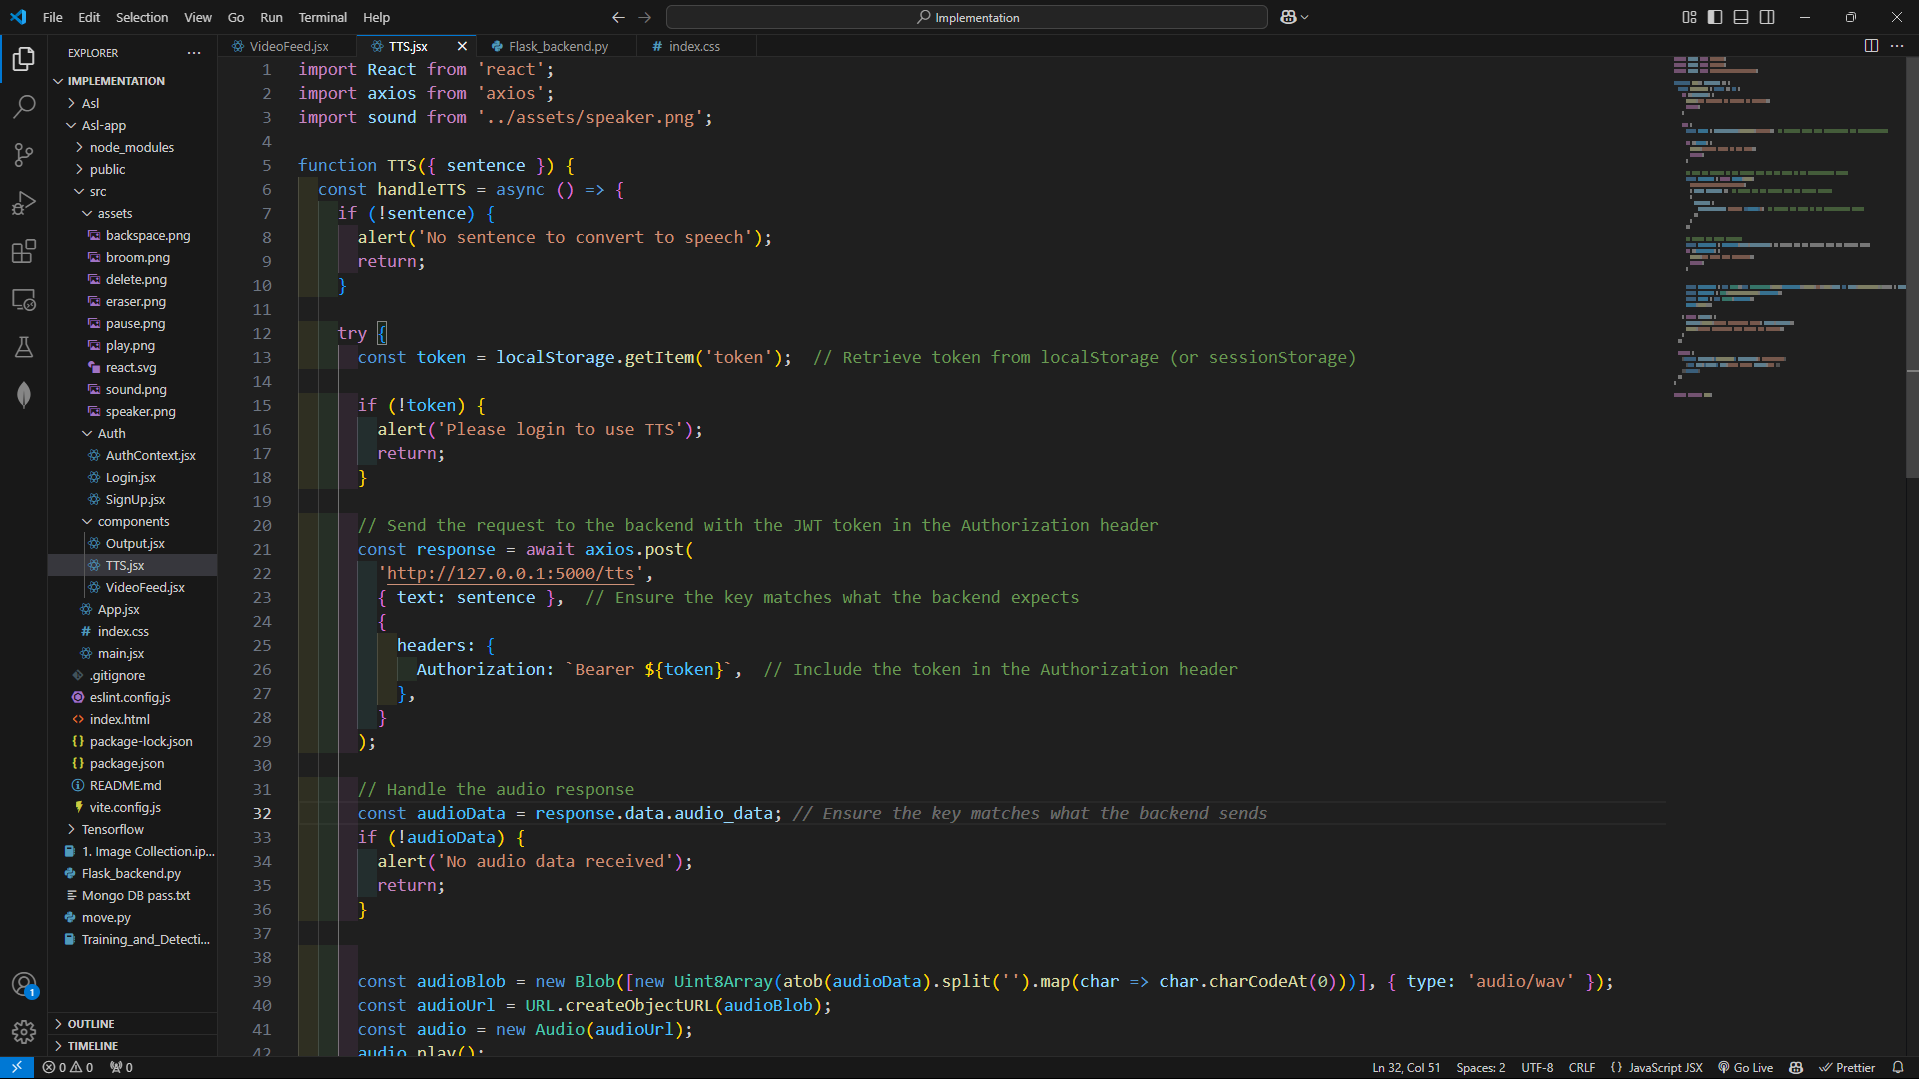 File Edit Selection View Go Run Terminal Help
Implementation
EXPLORER
IMPLEMENTATION
Asl
Asl-app
node_modules
public
src
assets
backspace.png
broom.png
delete.png
eraser.png
pause.png
play.png
react.svg
sound.png
speaker.png
Auth
AuthContext.jsx
Login.jsx
SignUp.jsx
components
Output.jsx
TTS.jsx
VideoFeed.jsx
App.jsx
# index.css
main.jsx
.gitignore
eslint.config.js
<> index.html
{} package-lock.json
{} package.json
README.md
vite.config.js
Tensorflow
1. Image Collection.ip...
Flask_backend.py
Mongo DB pass.txt
move.py
Training_and_Detecti...
OUTLINE
TIMELINE
1
VideoFeed.jsx
TTS.jsx
Flask_backend.py
# index.css
1 import React from 'react';
2 import axios from 'axios';
3 import sound from '../assets/speaker.png';
4
5 function TTS({ sentence }) {
6 const handleTTS = async () => {
7 if (!sentence) {
8 alert('No sentence to convert to speech');
9 return;
10 }
11
12 try {
13 const token = localStorage.getItem('token'); // Retrieve token from localStorage (or sessionStorage)
14
15 if (!token) {
16 alert('Please login to use TTS');
17 return;
18 }
19
20 // Send the request to the backend with the JWT token in the Authorization header
21 const response = await axios.post(
22 'http://127.0.0.1:5000/tts',
23 { text: sentence }, // Ensure the key matches what the backend expects
24 {
25 headers: {
26 Authorization: `Bearer ${token}`, // Include the token in the Authorization header
27 },
28 }
29 );
30
31 // Handle the audio response
32 const audioData = response.data.audio_data; // Ensure the key matches what the backend sends
33 if (!audioData) {
34 alert('No audio data received');
35 return;
36 }
37
38
39 const audioBlob = new Blob([new Uint8Array(atob(audioData).split('').map(char => char.charCodeAt(0)))], { type: 'audio/wav' });
40 const audioUrl = URL.createObjectURL(audioBlob);
41 const audio = new Audio(audioUrl);
42 audio.play();
0 0 0
Ln 32, Col 51 Spaces: 2 UTF-8 CRLF {} JavaScript JSX Go Live Prettier